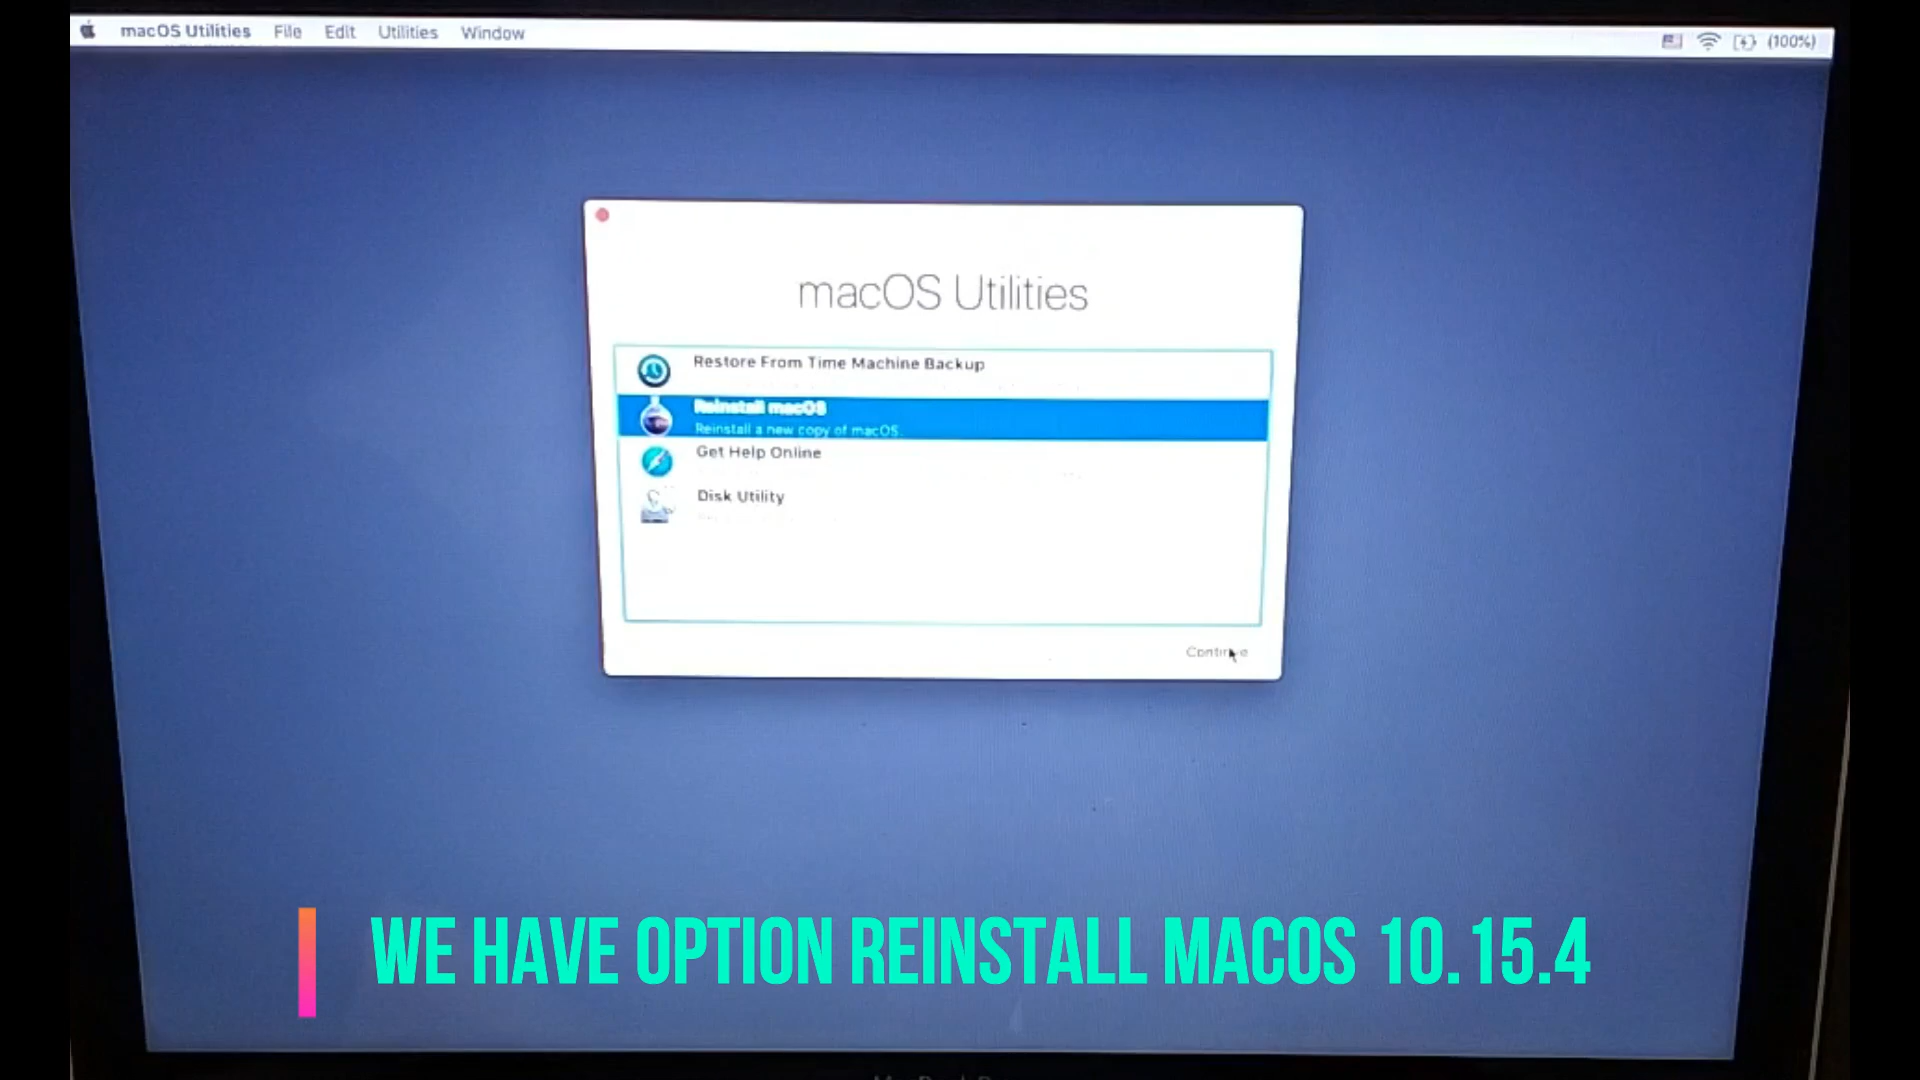 macOS Utilities File Edit Utilities Window (100%)
macOS Utilities
Restore From Time Machine Backup
Reinstall macOS
Reinstall a new copy of macOS.
Get Help Online
Disk Utility
Continue
WE HAVE OPTION REINSTALL MACOS 10.15.4